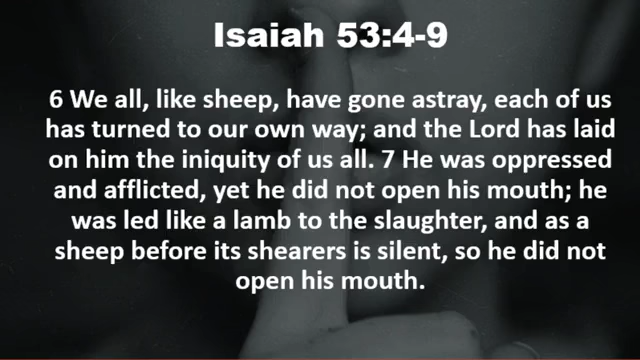 Isaiah 53:4-9
6 We all, like sheep, have gone astray, each of us
has turned to our own way; and the Lord has laid
on him the iniquity of us all. 7 He was oppressed
and afflicted, yet he did not open his mouth; he
was led like a lamb to the slaughter, and as a
sheep before its shearers is silent, so he did not
open his mouth.